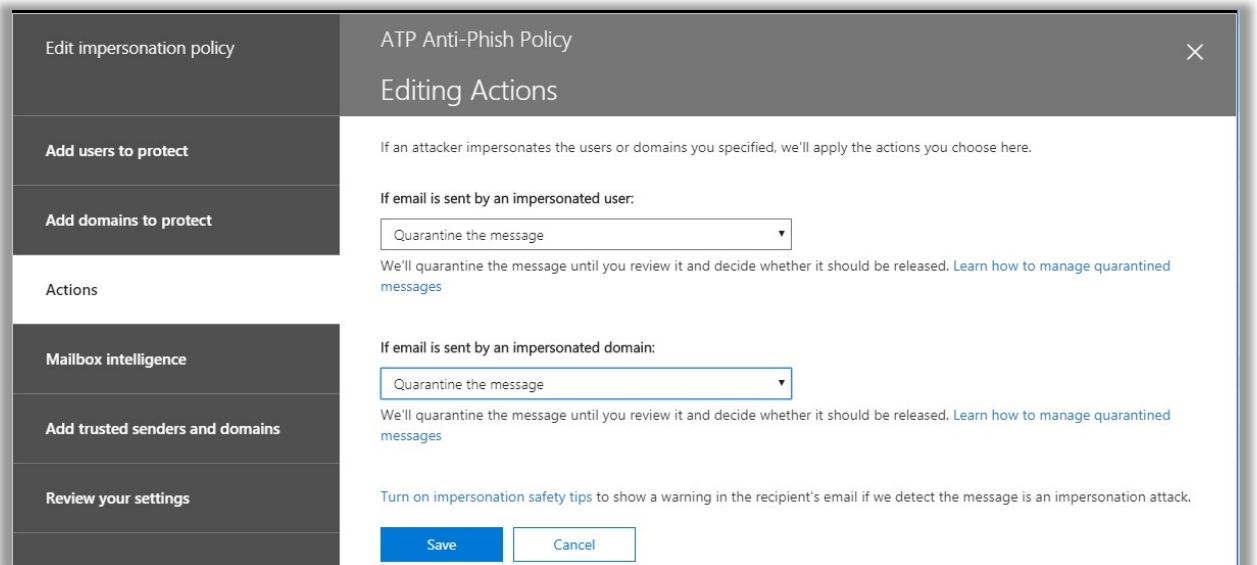 Edit impersonation policy
ATP Anti-Phish Policy
Editing Actions
Add users to protect
Add domains to protect
Actions
Mailbox intelligence
Add trusted senders and domains
Review your settings
If an attacker impersonates the users or domains you specified, we'll apply the actions you choose here.
If email is sent by an impersonated user:
Quarantine the message
We'll quarantine the message until you review it and decide whether it should be released. Learn how to manage quarantined
messages
If email is sent by an impersonated domain:
Quarantine the message
We'll quarantine the message until you review it and decide whether it should be released. Learn how to manage quarantined
messages
Turn on impersonation safety tips to show a warning in the recipient's email if we detect the message is an impersonation attack.
Save
Cancel